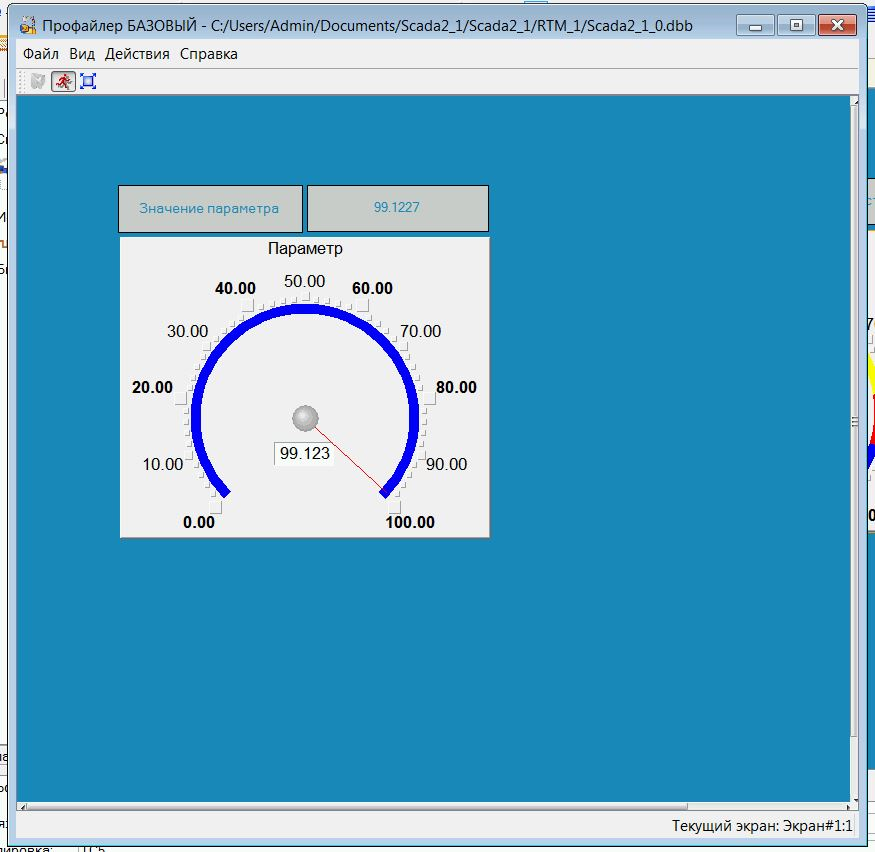 Профайлер БАЗОВЫЙ - C:/Users/Admin/Documents/Scada2_1/Scada2_1/RTM_1/Scada2_1_0.dbb
Файл Вид Действия Справка
Значение параметра 99.1227
Параметр
50.00
40.00 60.00
30.00 70.00
20.00 80.00
99.123
10.00 90.00
0.00 100.00
Текущий экран: Экран#1:1